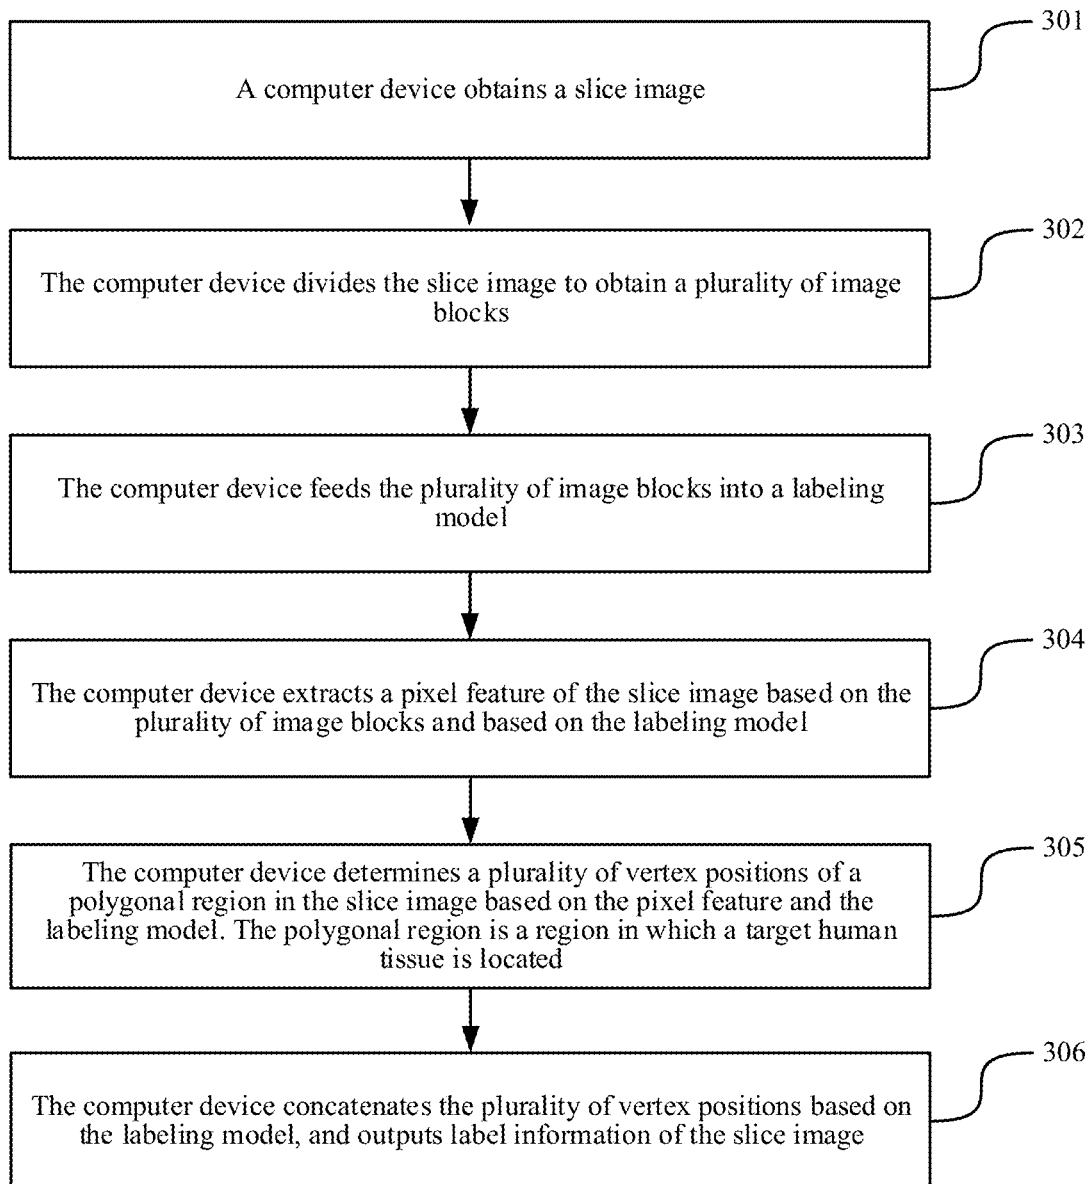 301
A computer device obtains a slice image
302
The computer device divides the slice image to obtain a plurality of image
blocks
303
The computer device feeds the plurality of image blocks into a labeling
model
304
The computer device extracts a pixel feature of the slice image based on the
plurality of image blocks and based on the labeling model
305
The computer device determines a plurality of vertex positions of a
polygonal region in the slice image based on the pixel feature and the
labeling model. The polygonal region is a region in which a target human
tissue is located
306
The computer device concatenates the plurality of vertex positions based on
the labeling model, and outputs label information of the slice image